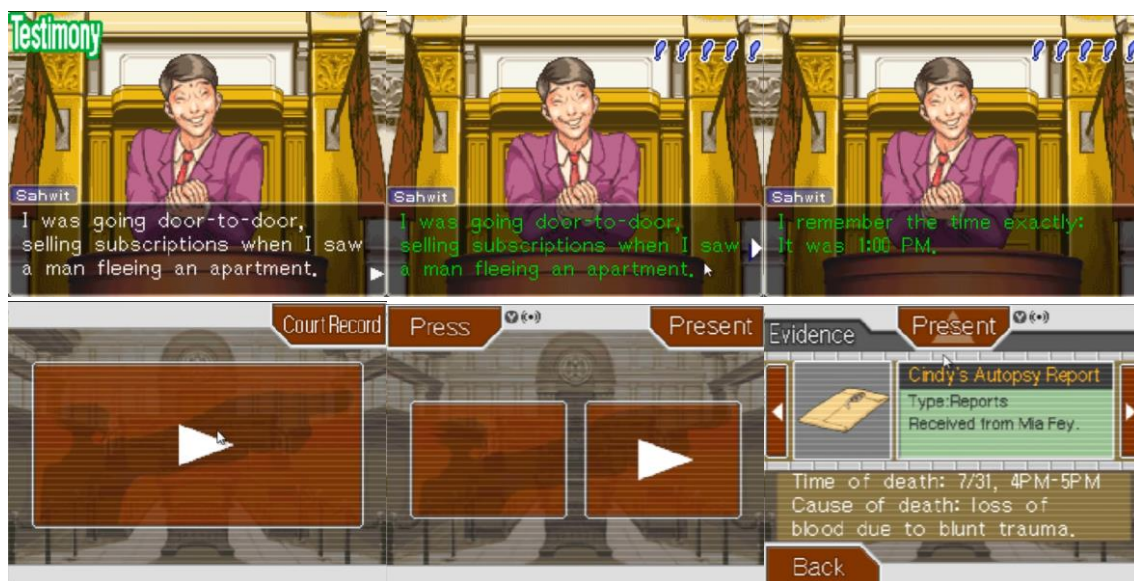 Testimony
Sahwit
I was going door-to-door,
selling subscriptions when I saw
a man fleeing an apartment.
Sahwit
I was going door-to-door,
selling subscriptions when I saw
a man fleeing an apartment.
Sahwit
I remember the time exactly:
It was 1:00 PM.
Court Record
Press
Y
Present
Evidence
Present
Y
Cindy's Autopsy Report
Type:Reports
Received from Mia Fey.
Time of death: 7/31, 4PM-5PM
Cause of death: loss of
blood due to blunt trauma.
Back